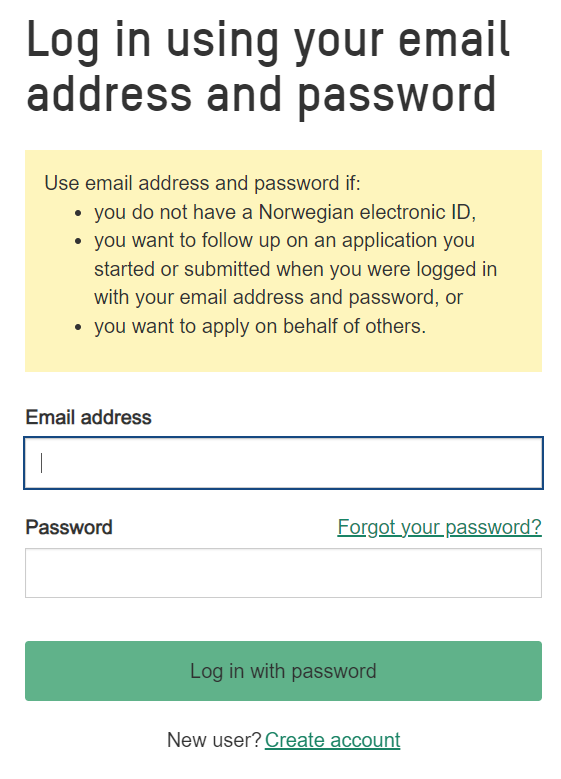 Log in using your email
address and password
Use email address and password if:
• you do not have a Norwegian electronic ID,
• you want to follow up on an application you
started or submitted when you were logged in
with your email address and password, or
• you want to apply on behalf of others.
Email address
Password Forgot your password?
Log in with password
New user? Create account